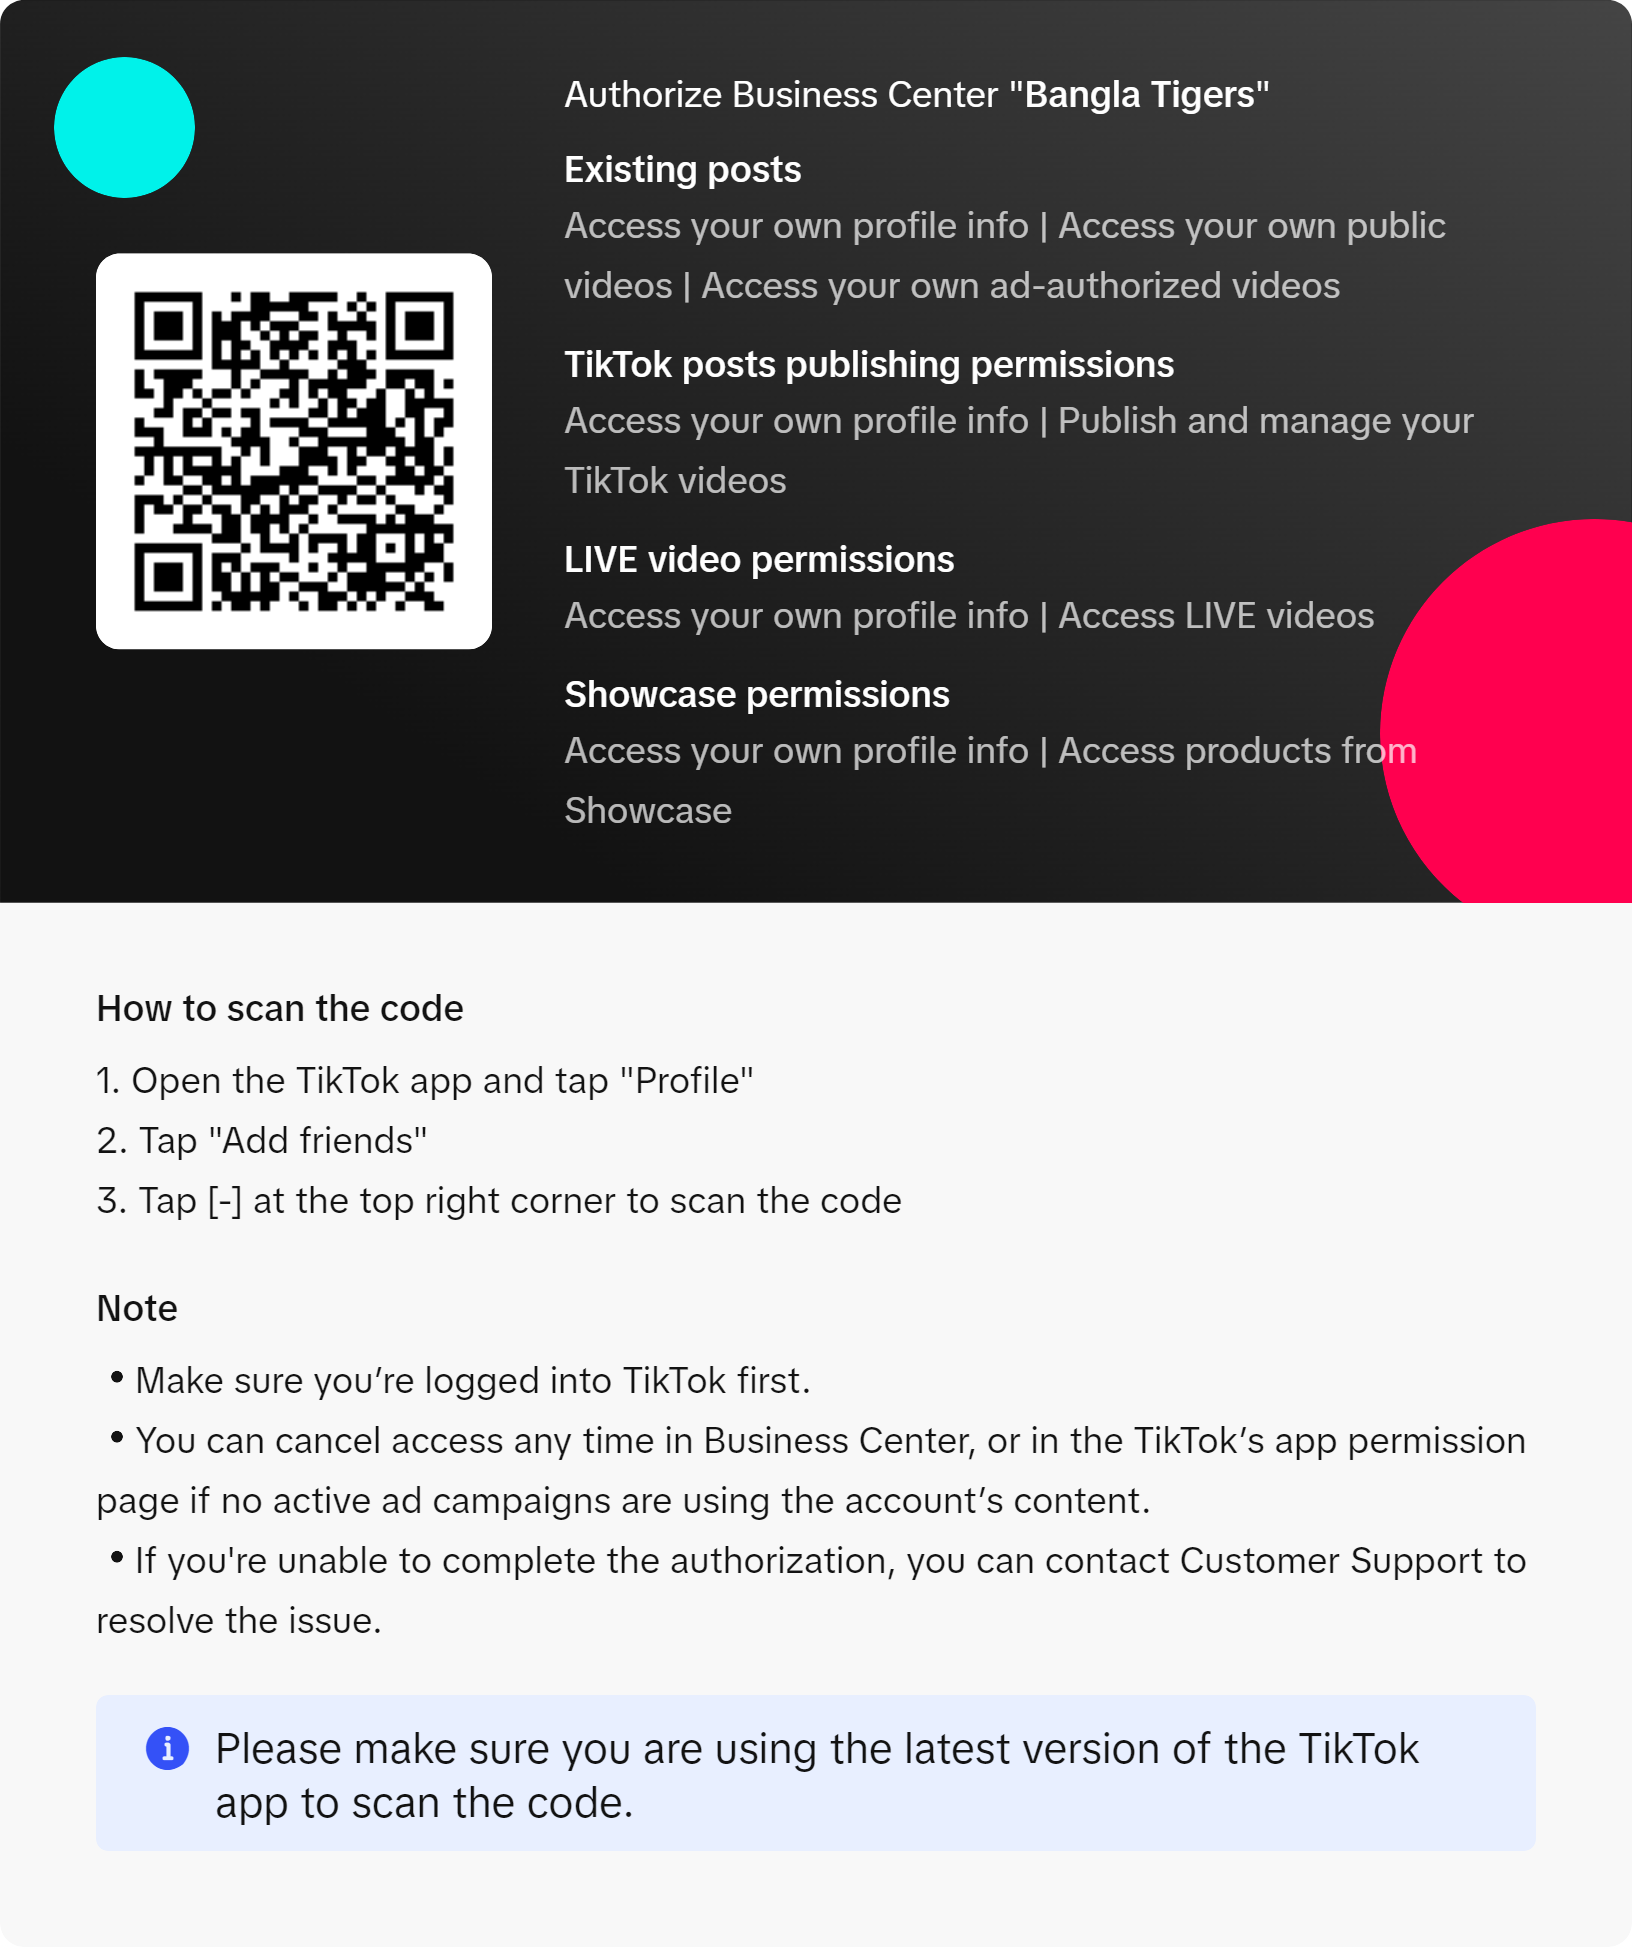 Authorize Business Center "Bangla Tigers"
Existing posts
Access your own profile info | Access your own public
videos | Access your own ad-authorized videos
TikTok posts publishing permissions
Access your own profile info | Publish and manage your
TikTok videos
LIVE video permissions
Access your own profile info | Access LIVE videos
Showcase permissions
Access your own profile info | Access products from
Showcase
How to scan the code
1. Open the TikTok app and tap "Profile"
2. Tap "Add friends"
3. Tap [-] at the top right corner to scan the code
Note
• Make sure you’re logged into TikTok first.
• You can cancel access any time in Business Center, or in the TikTok’s app permission
page if no active ad campaigns are using the account’s content.
• If you're unable to complete the authorization, you can contact Customer Support to
resolve the issue.
Please make sure you are using the latest version of the TikTok
app to scan the code.